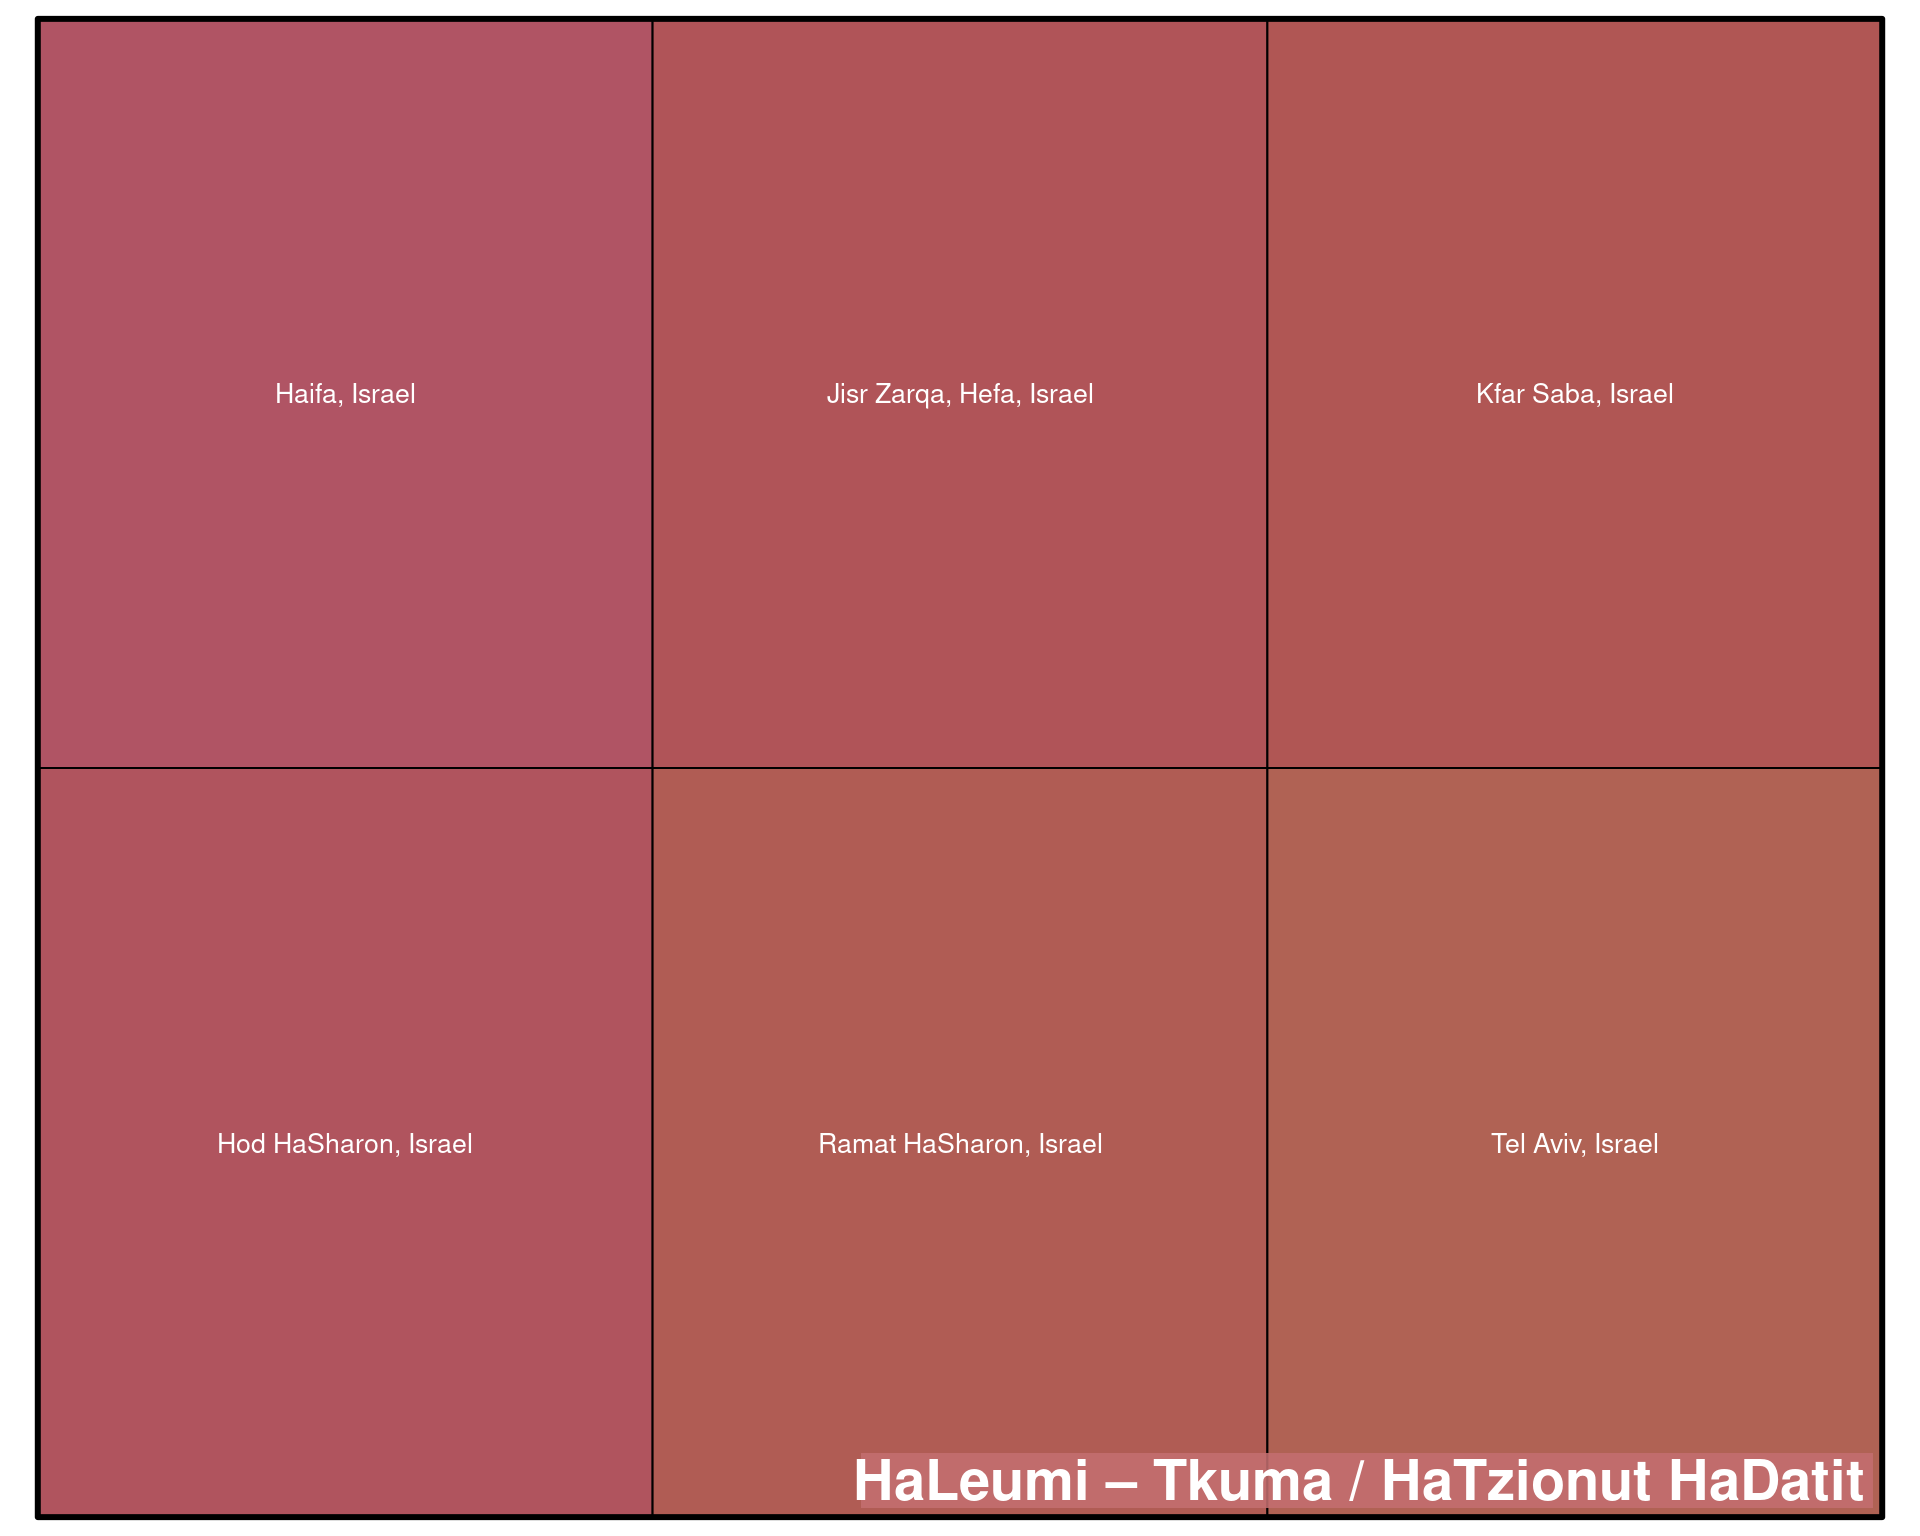 Haifa, Israel
Jisr Zarqa, Hefa, Israel
Kfar Saba, Israel
Hod HaSharon, Israel
Ramat HaSharon, Israel
Tel Aviv, Israel
HaLeumi – Tkuma / HaTzionut HaDatit